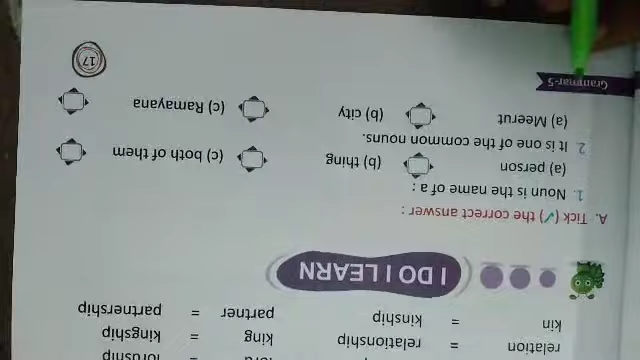 lordship
relation = relationship king = kingship
kin = kinship partner = partnership
I DO I LEARN
A. Tick (✓) the correct answer :
1. Noun is the name of a :
(a) person (b) thing (c) both of them
2. It is one of the common nouns.
(a) Meerut (b) city (c) Ramayana
Grammar-5
17